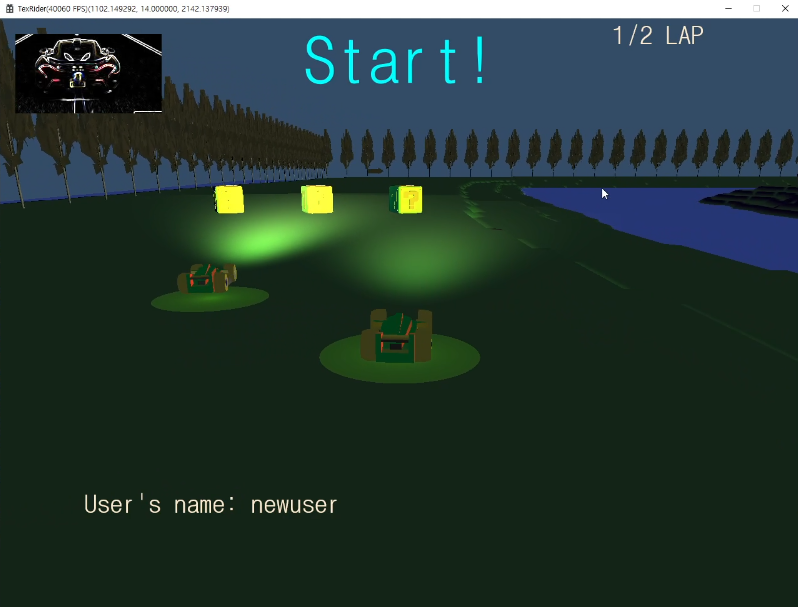 TexRider(40060 FPS)(1102.149292, 14.000000, 2142.137939)
1/2 LAP
Start!
?
User's name: newuser